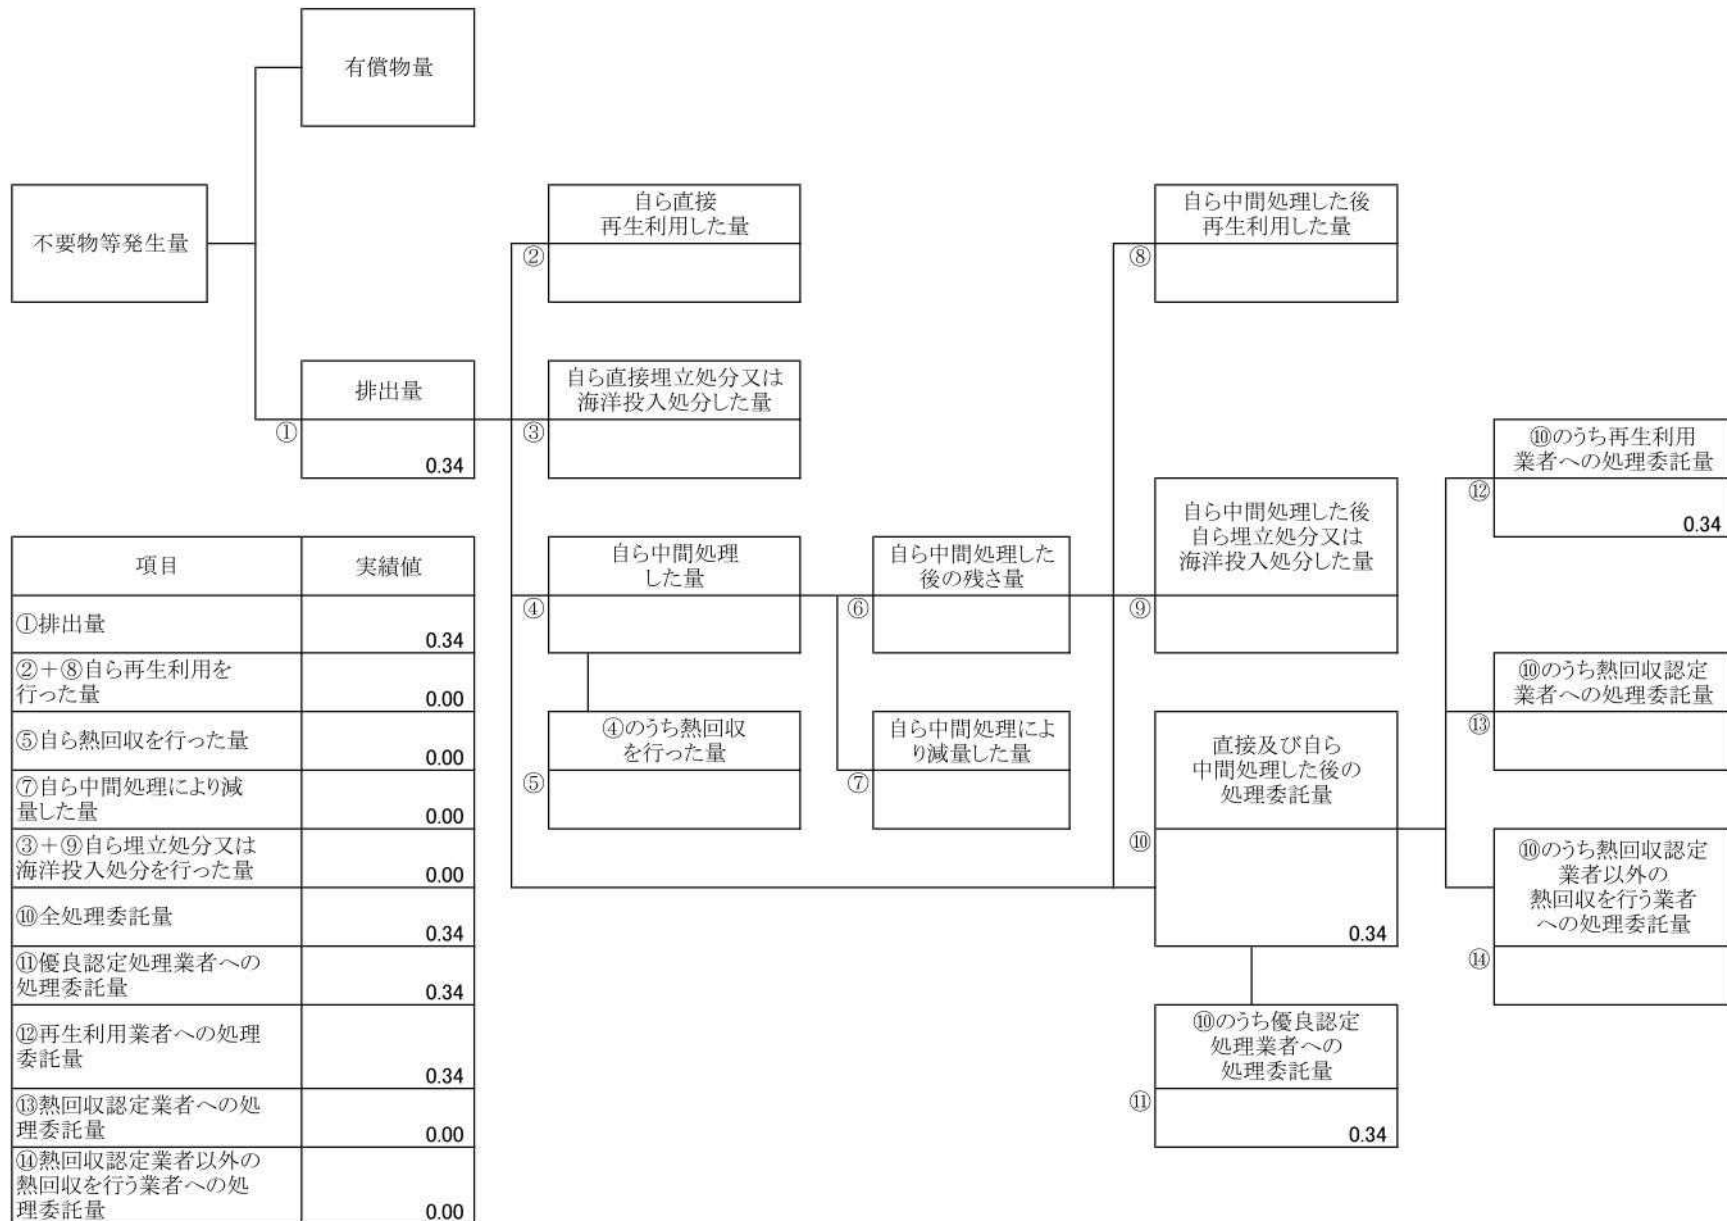 有償物量
不要物等発生量
排出量
①
0.34
自ら直接
再生利用した量
②
自ら直接埋立処分又は
海洋投入処分した量
③
自ら中間処理
した量
④
④のうち熱回収
を行った量
⑤
自ら中間処理した
後の残さ量
⑥
自ら中間処理によ
り減量した量
⑦
自ら中間処理した後
再生利用した量
⑧
自ら中間処理した後
自ら埋立処分又は
海洋投入処分した量
⑨
直接及び自ら
中間処理した後の
処理委託量
⑩
0.34
⑩のうち優良認定
処理業者への
処理委託量
⑪
0.34
⑩のうち再生利用
業者への処理委託量
⑫
0.34
⑩のうち熱回収認定
業者への処理委託量
⑬
⑩のうち熱回収認定
業者以外の
熱回収を行う業者
への処理委託量
⑭
項目 実績値
①排出量
0.34
②+⑧自ら再生利用を
行った量
0.00
⑤自ら熱回収を行った量
0.00
⑦自ら中間処理により減
量した量
0.00
③+⑨自ら埋立処分又は
海洋投入処分を行った量
0.00
⑩全処理委託量
0.34
⑪優良認定処理業者への
処理委託量
0.34
⑫再生利用業者への処理
委託量
0.34
⑬熱回収認定業者への処
理委託量
0.00
⑭熱回収認定業者以外の
熱回収を行う業者への処
理委託量
0.00